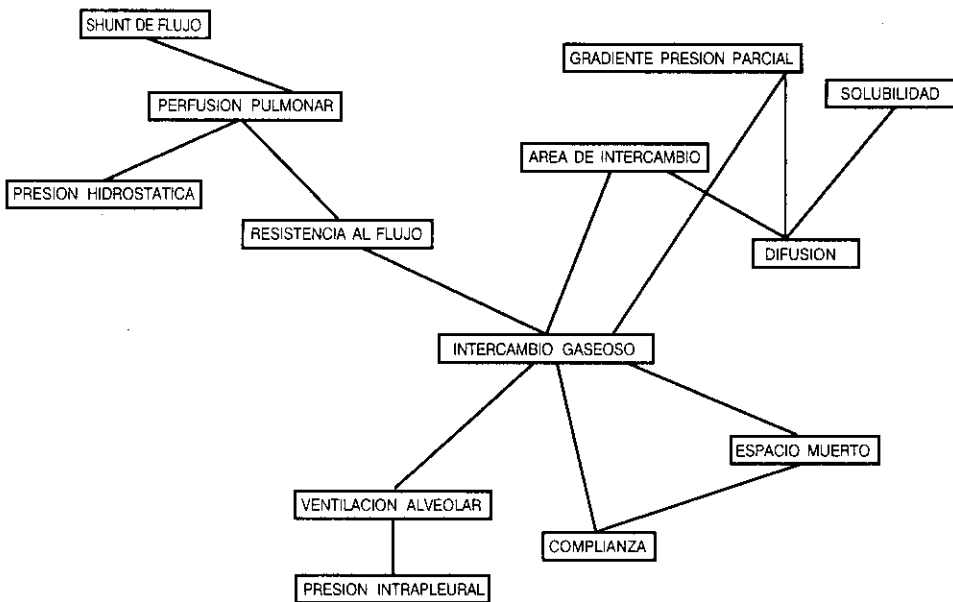 SHUNT DE FLUJO
GRADIENTE PRESION PARCIAL
SOLUBILIDAD
PERFUSION PULMONAR
AREA DE INTERCAMBIO
PRESION HIDROSTATICA
RESISTENCIA AL FLUJO
DIFUSION
INTERCAMBIO GASEOSO
ESPACIO MUERTO
VENTILACION ALVEOLAR
COMPLIANZA
PRESION INTRAPLEURAL